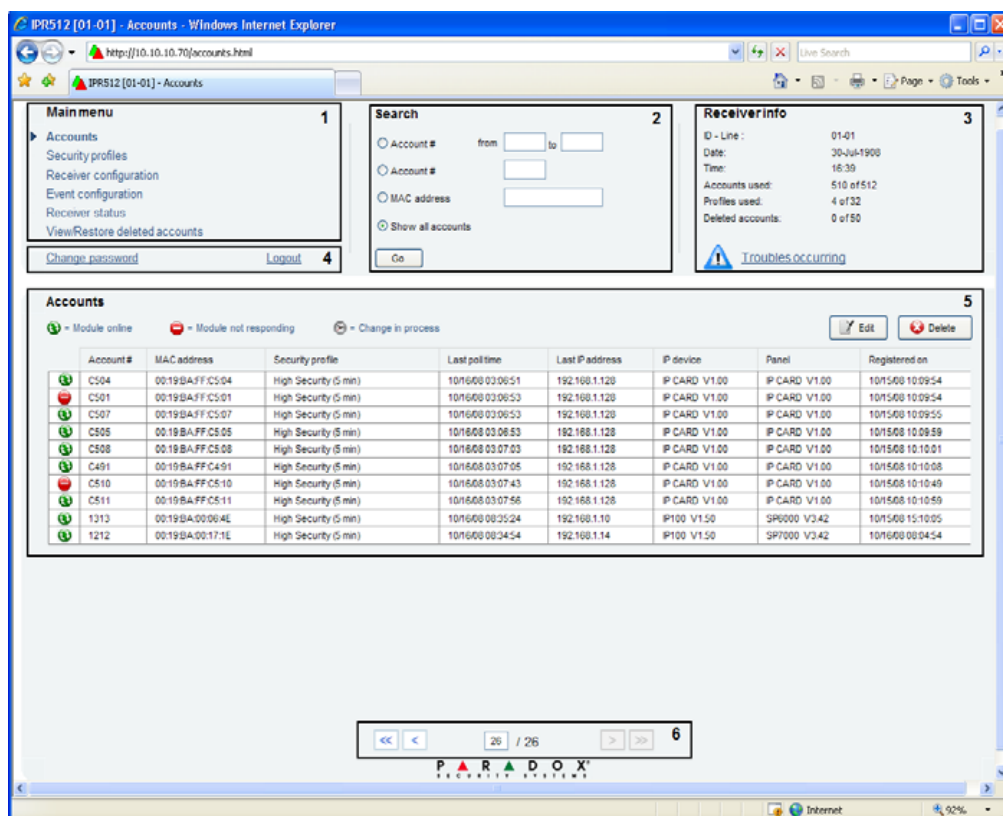 IPR512 [01-01] - Accounts - Windows Internet Explorer
http://10.10.10.70/accounts.html
Live Search
IPR512 [01-01] - Accounts
Page
Tools
Main menu 1
Accounts
Security profiles
Receiver configuration
Event configuration
Receiver status
View/Restore deleted accounts
Change password Logout 4
Search 2
Account # from to
Account #
MAC address
Show all accounts
Go
Receiver info 3
ID - Line : 01-01
Date: 30-Jul-1908
Time: 16:39
Accounts used: 510 of 512
Profiles used: 4 of 32
Deleted accounts: 0 of 50
Troubles occurring
Accounts 5
= Module online = Module not responding = Change in process Edit Delete
Account # MAC address Security profile Last poll time Last IP address IP device Panel Registered on
C504 00:19:BA:FF:C5:04 High Security (5 min) 10/16/08 03:06:51 192.168.1.128 IP CARD V1.00 IP CARD V1.00 10/15/08 10:09:54
C501 00:19:BA:FF:C5:01 High Security (5 min) 10/16/08 03:06:53 192.168.1.128 IP CARD V1.00 IP CARD V1.00 10/15/08 10:09:54
C507 00:19:BA:FF:C5:07 High Security (5 min) 10/16/08 03:06:53 192.168.1.128 IP CARD V1.00 IP CARD V1.00 10/15/08 10:09:55
C505 00:19:BA:FF:C5:05 High Security (5 min) 10/16/08 03:06:53 192.168.1.128 IP CARD V1.00 IP CARD V1.00 10/15/08 10:09:59
C508 00:19:BA:FF:C5:08 High Security (5 min) 10/16/08 03:07:03 192.168.1.128 IP CARD V1.00 IP CARD V1.00 10/15/08 10:10:01
C491 00:19:BA:FF:C4:91 High Security (5 min) 10/16/08 03:07:05 192.168.1.128 IP CARD V1.00 IP CARD V1.00 10/15/08 10:10:08
C510 00:19:BA:FF:C5:10 High Security (5 min) 10/16/08 03:07:43 192.168.1.128 IP CARD V1.00 IP CARD V1.00 10/15/08 10:10:49
C511 00:19:BA:FF:C5:11 High Security (5 min) 10/16/08 03:07:56 192.168.1.128 IP CARD V1.00 IP CARD V1.00 10/15/08 10:10:59
1313 00:19:BA:00:06:4E High Security (5 min) 10/16/08 08:35:24 192.168.1.10 IP100 V1.50 SP6000 V3.42 10/15/08 15:10:05
1212 00:19:BA:00:17:1E High Security (5 min) 10/16/08 08:34:54 192.168.1.14 IP100 V1.50 SP7000 V3.42 10/16/08 08:04:54
<< < 26 / 26 > >> 6
PARADOX
SECURITY SYSTEMS
Internet 92%